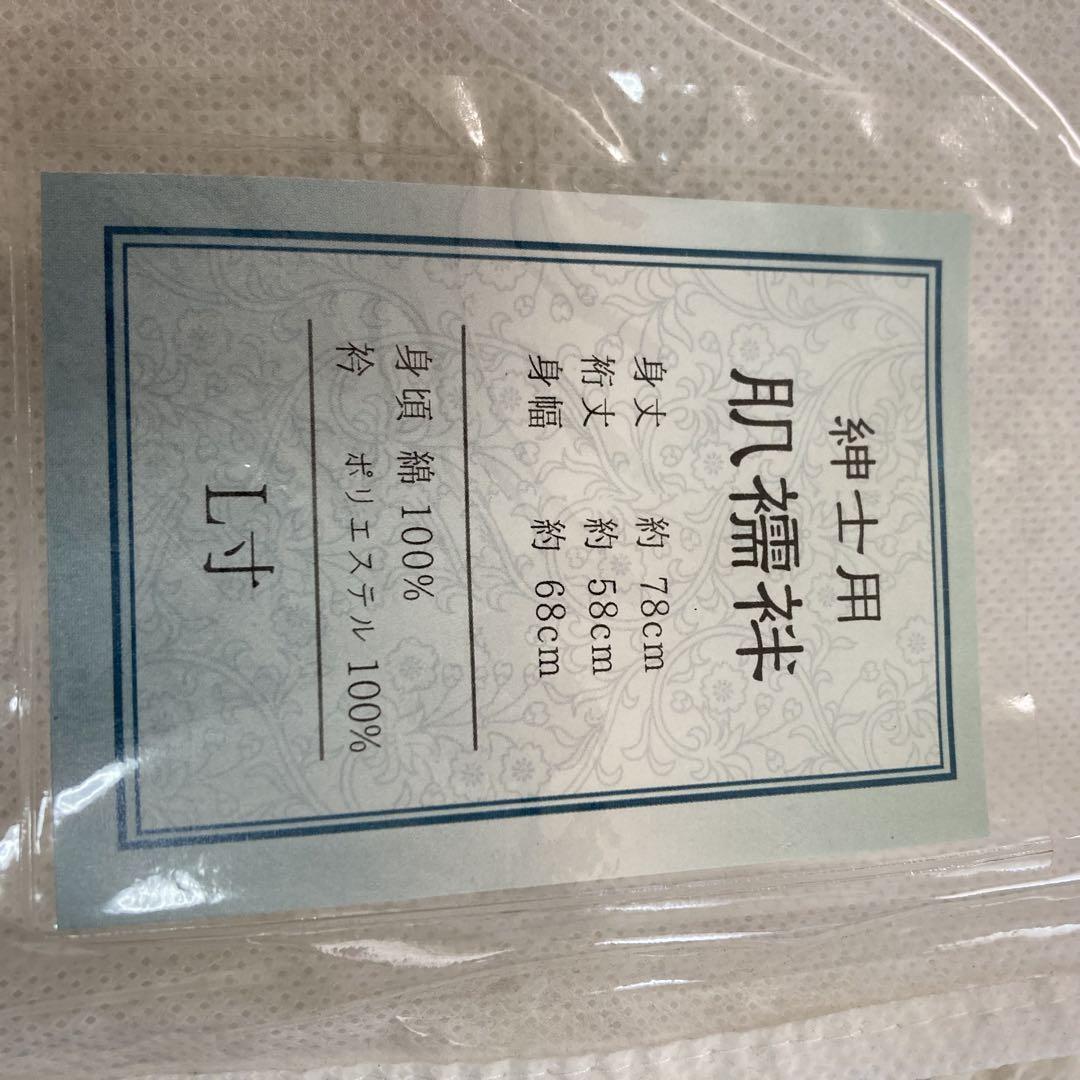 紳士用
肌襦袢
身丈 約 78cm
裄丈 約 58cm
身幅 約 68cm
身頃 綿 100%
衿 ポリエステル 100%
L寸